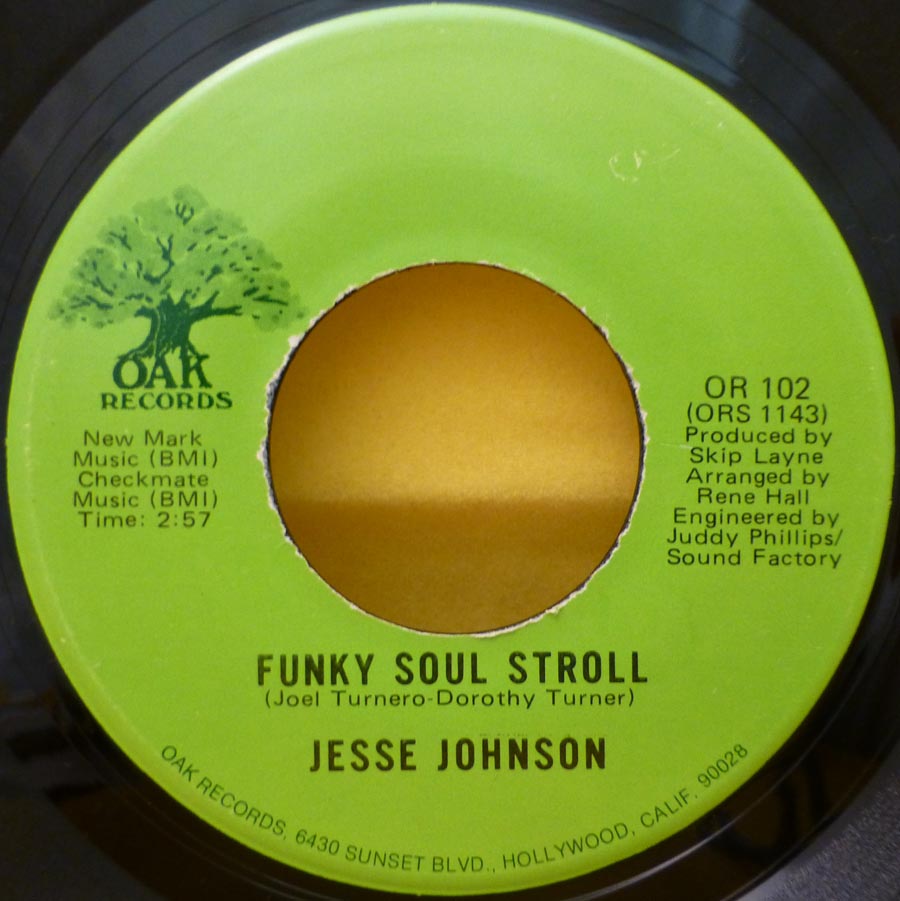 OAK
RECORDS
New Mark
Music (BMI)
Checkmate
Music (BMI)
Time: 2:57
OR 102
(ORS 1143)
Produced by
Skip Layne
Arranged by
Rene Hall
Engineered by
Juddy Phillips/
Sound Factory
FUNKY SOUL STROLL
(Joel Turnero-Dorothy Turner)
JESSE JOHNSON
OAK RECORDS, 6430 SUNSET BLVD., HOLLYWOOD, CALIF. 90028